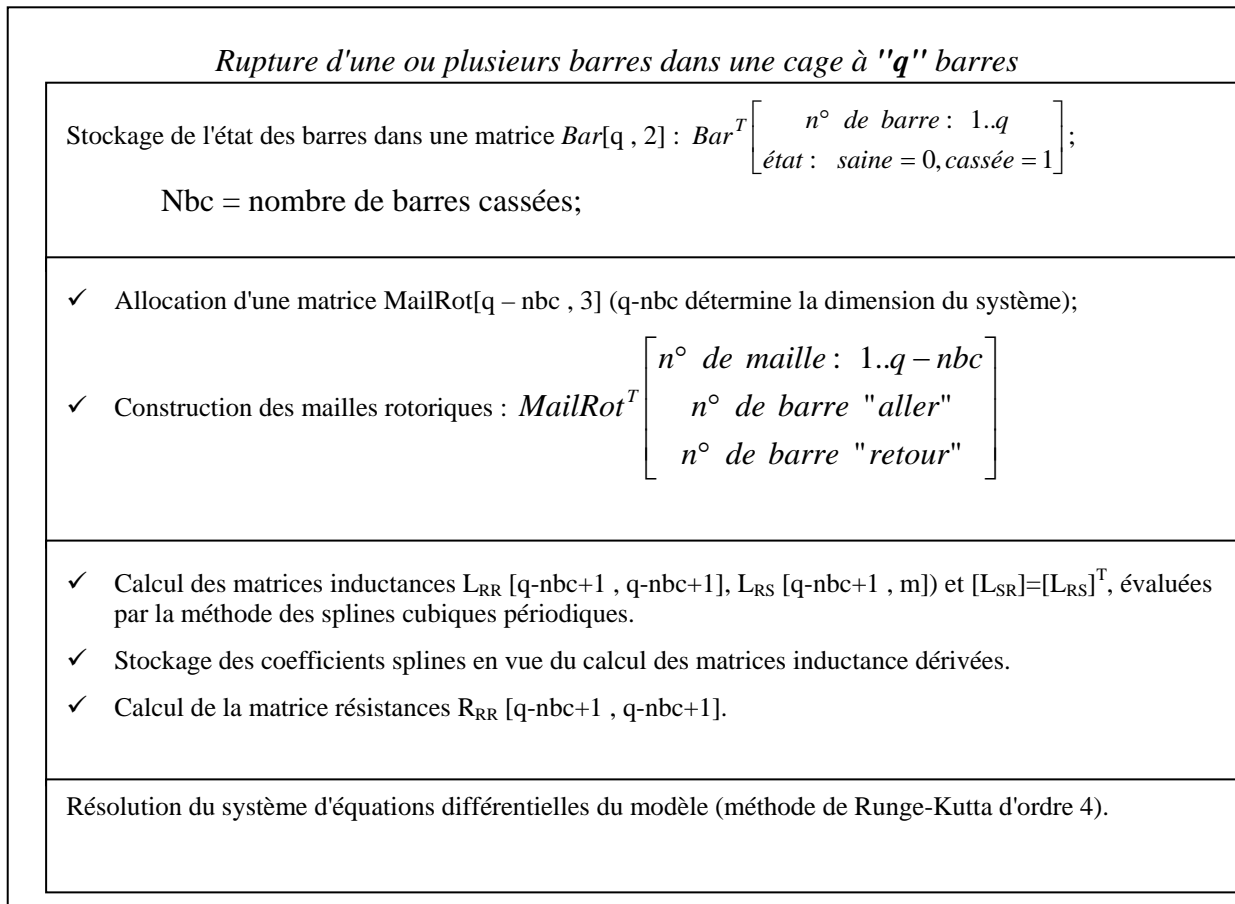 Rupture d'une ou plusieurs barres dans une cage à "q" barres
Stockage de l'état des barres dans une matrice Bar[q , 2] : Bar^T [n° de barre : 1..q
état : saine = 0, cassée = 1];
Nbc = nombre de barres cassées;
✓ Allocation d'une matrice MailRot[q – nbc , 3] (q-nbc détermine la dimension du système);
✓ Construction des mailles rotoriques : MailRot^T [n° de maille : 1..q – nbc
n° de barre "aller"
n° de barre "retour"]
✓ Calcul des matrices inductances L_RR [q-nbc+1 , q-nbc+1], L_RS [q-nbc+1 , m]) et [L_SR]=[L_RS]^T, évaluées
par la méthode des splines cubiques périodiques.
✓ Stockage des coefficients splines en vue du calcul des matrices inductance dérivées.
✓ Calcul de la matrice résistances R_RR [q-nbc+1 , q-nbc+1].
Résolution du système d'équations différentielles du modèle (méthode de Runge-Kutta d'ordre 4).